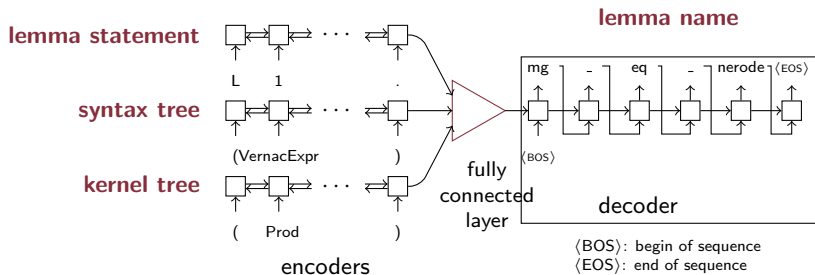 lemma name
lemma statement
mg - eq - nerode ⟨EOS⟩
L 1 .
syntax tree
(VernacExpr )
⟨BOS⟩
kernel tree
fully
connected
layer
decoder
( Prod )
encoders
⟨BOS⟩: begin of sequence
⟨EOS⟩: end of sequence